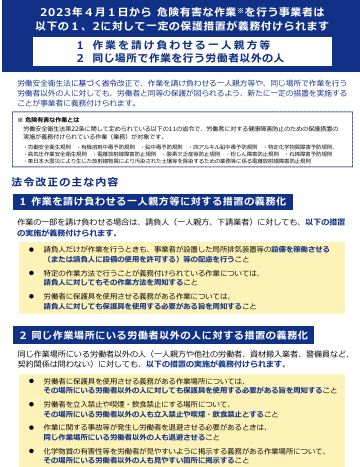 2023年４月１日から 危険有害な作業※を行う事業者は
以下の１、２に対して一定の保護措置が義務付けられます
1 作業を請け負わせる一人親方等
2 同じ場所で作業を行う労働者以外の人
労働安全衛生法に基づく省令改正で、作業を請け負わせる一人親方等や、同じ場所で作業を行う
労働者以外の人に対しても、労働者と同等の保護が図られるよう、新たに一定の措置を実施する
ことが事業者に義務付けられます。
※ 危険有害な作業とは
労働安全衛生法第22条に関して定められている以下の11の省令で、労働者に対する健康障害防止のための保護措置の
実施が義務付けられている作業（業務）が対象です。
・労働安全衛生規則 ・有機溶剤中毒予防規則 ・鉛中毒予防規則 ・四アルキル鉛中毒予防規則 ・特定化学物質障害予防規則
・高気圧作業安全衛生規則 ・電離放射線障害防止規則 ・酸素欠乏症等防止規則 ・粉じん障害防止規則 ・石綿障害予防規則
・東日本大震災により生じた放射性物質により汚染された土壌等を除染するための業務等に係る電離放射線障害防止規則
法令改正の主な内容
1 作業を請け負わせる一人親方等に対する措置の義務化
作業の一部を請け負わせる場合は、請負人（一人親方、下請業者）に対しても、以下の措置
の実施が義務付けられます。
● 請負人だけが作業を行うときも、事業者が設置した局所排気装置等の設備を稼働させる
（または請負人に設備の使用を許可する）等の配慮を行うこと
● 特定の作業方法で行うことが義務付けられている作業については、
請負人に対してもその作業方法を周知すること
● 労働者に保護具を使用させる義務がある作業については、
請負人に対しても保護具を使用する必要がある旨を周知すること
2 同じ作業場所にいる労働者以外の人に対する措置の義務化
同じ作業場所にいる労働者以外の人（一人親方や他社の労働者、資材搬入業者、警備員など、
契約関係は問わない）に対しても、以下の措置の実施が義務付けられます。
● 労働者に保護具を使用させる義務がある作業場所については、
その場所にいる労働者以外の人に対しても保護具を使用する必要がある旨を周知すること
● 労働者を立入禁止や喫煙・飲食禁止にする場所について、
その場所にいる労働者以外の人も立入禁止や喫煙・飲食禁止とすること
● 作業に関する事故等が発生し労働者を退避させる必要があるときは、
同じ作業場所にいる労働者以外の人も退避させること
● 化学物質の有害性等を労働者が見やすいように掲示する義務がある作業場所について、
その場所にいる労働者以外の人も見やすい箇所に掲示すること